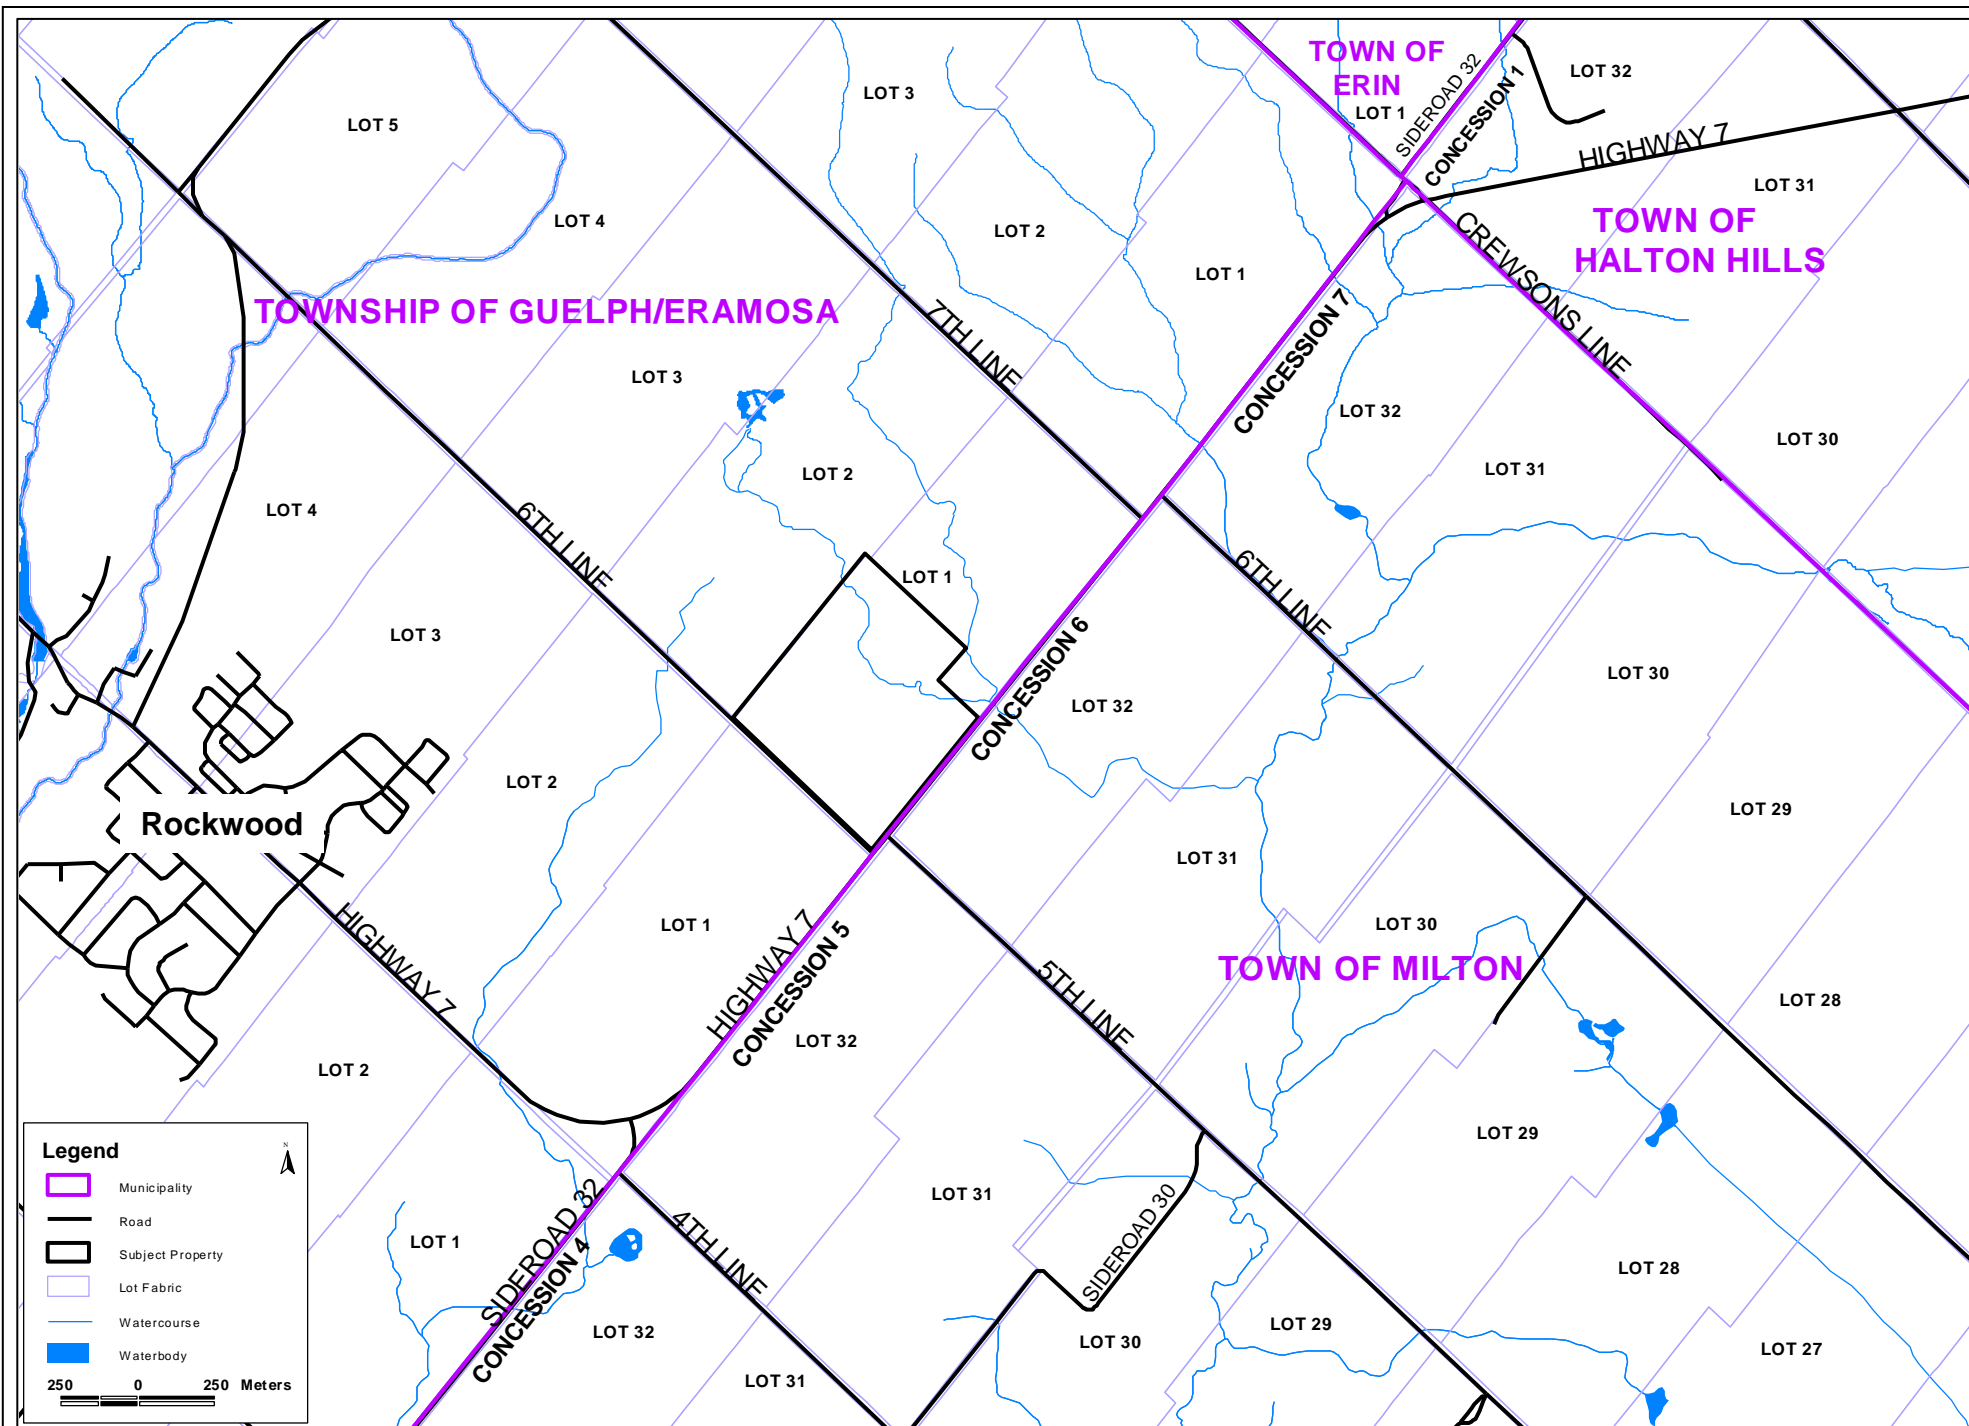 TOWN OF
ERIN
LOT 1
SIDEROAD 32
CONCESSION 1
LOT 32
HIGHWAY 7
LOT 31
LOT 3
LOT 5
LOT 4
LOT 2
LOT 1
TOWN OF
HALTON HILLS
CREWSONS LINE
TOWNSHIP OF GUELPH/ERAMOSA
7TH LINE
CONCESSION 7
LOT 3
LOT 32
LOT 30
LOT 31
LOT 2
LOT 4
6TH LINE
LOT 1
6TH LINE
LOT 3
CONCESSION 6
LOT 32
LOT 30
LOT 2
Rockwood
LOT 29
LOT 31
LOT 1
LOT 30
HIGHWAY 7
HIGHWAY 7
CONCESSION 5
TOWN OF MILTON
5TH LINE
LOT 28
LOT 32
LOT 2
LOT 29
LOT 31
SIDEROAD 30
LOT 1
SIDEROAD 32
CONCESSION 4
4TH LINE
LOT 28
LOT 32
LOT 29
LOT 30
LOT 27
LOT 31
Legend
N
Municipality
Road
Subject Property
Lot Fabric
Watercourse
Waterbody
250 0 250 Meters